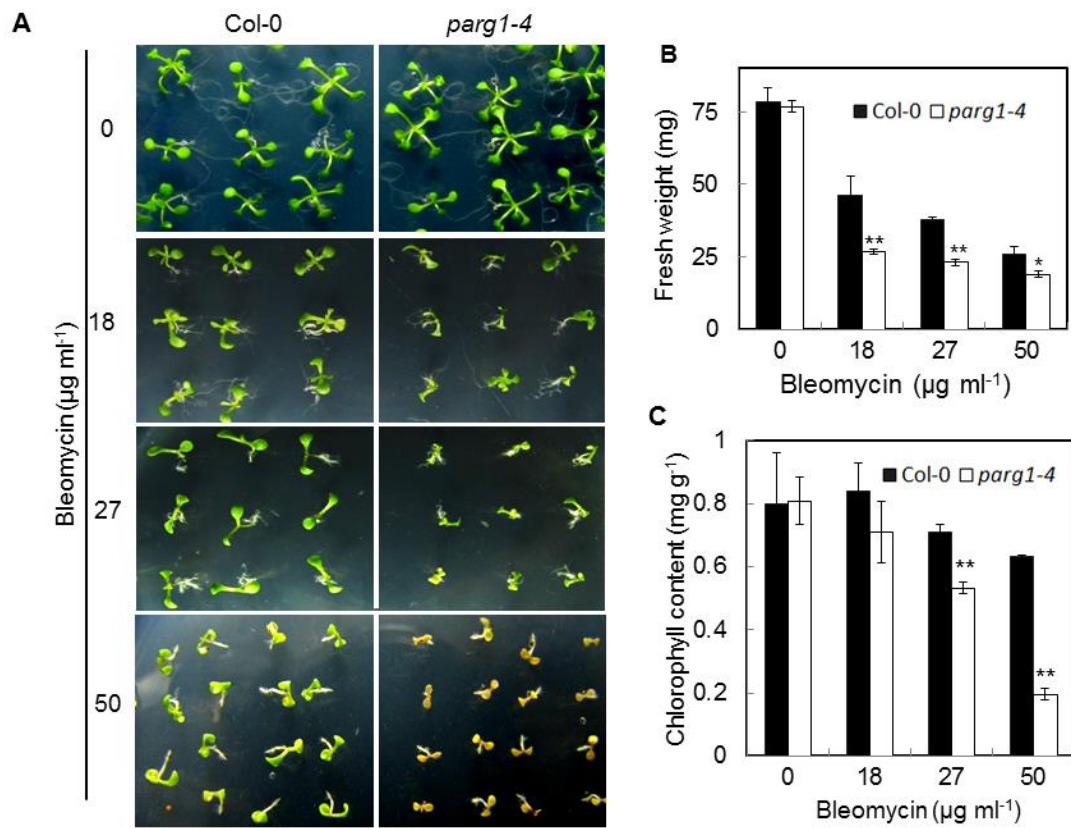 A
Col-0
parg1-4
Bleomycin (µg ml-1)
0
18
27
50
B
Fresh weight (mg)
75
50
25
0
Col-0 parg1-4
**
**
*
0 18 27 50
Bleomycin (µg ml-1)
C
Chlorophyll content (mg g-1)
1
0.8
0.6
0.4
0.2
0
Col-0 parg1-4
**
**
0 18 27 50
Bleomycin (µg ml-1)